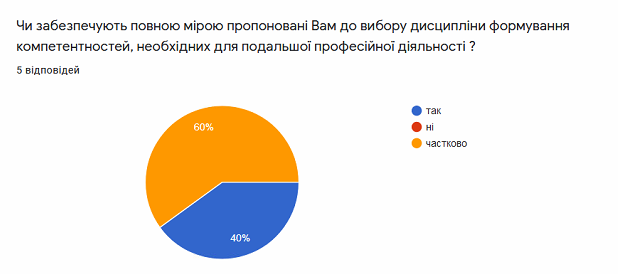 Чи забезпечують повною мірою пропоновані Вам до вибору дисципліни формування
компетентностей, необхідних для подальшої професійної діяльності ?
5 відповідей
так
ні
частково
60%
40%